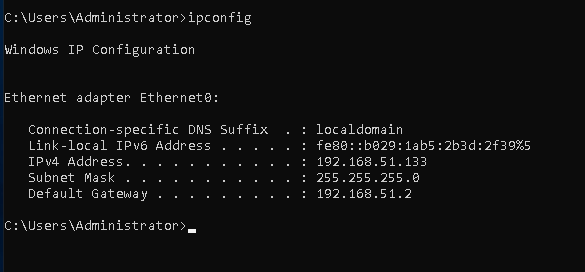 C:\Users\Administrator>ipconfig
Windows IP Configuration
Ethernet adapter Ethernet0:
Connection-specific DNS Suffix  . : localdomain
Link-local IPv6 Address . . . . . : fe80::b029:1ab5:2b3d:2f39%5
IPv4 Address. . . . . . . . . . . : 192.168.51.133
Subnet Mask . . . . . . . . . . . : 255.255.255.0
Default Gateway . . . . . . . . . : 192.168.51.2
C:\Users\Administrator>